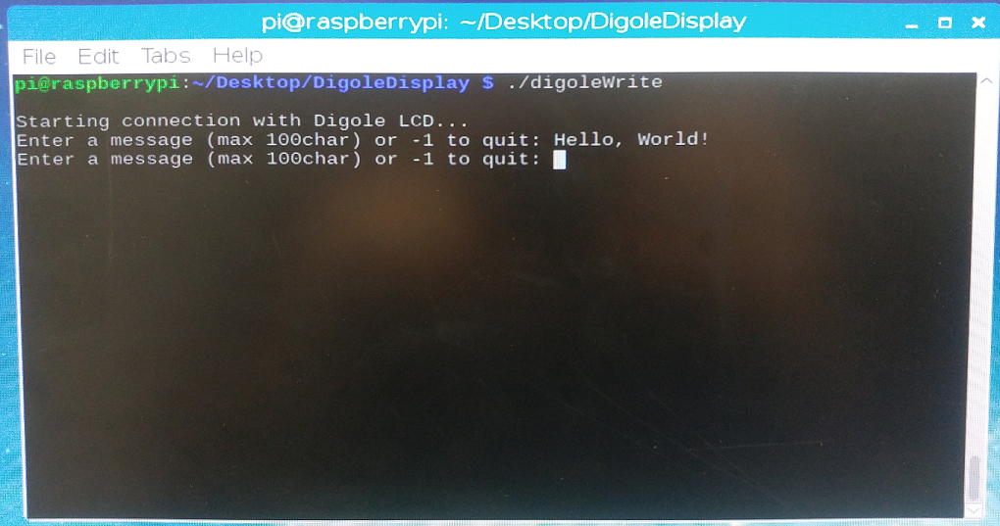 pi@raspberrypi: ~/Desktop/DigoleDisplay
File Edit Tabs Help
pi@raspberrypi:~/Desktop/DigoleDisplay $ ./digoleWrite
Starting connection with Digole LCD...
Enter a message (max 100char) or -1 to quit: Hello, World!
Enter a message (max 100char) or -1 to quit: